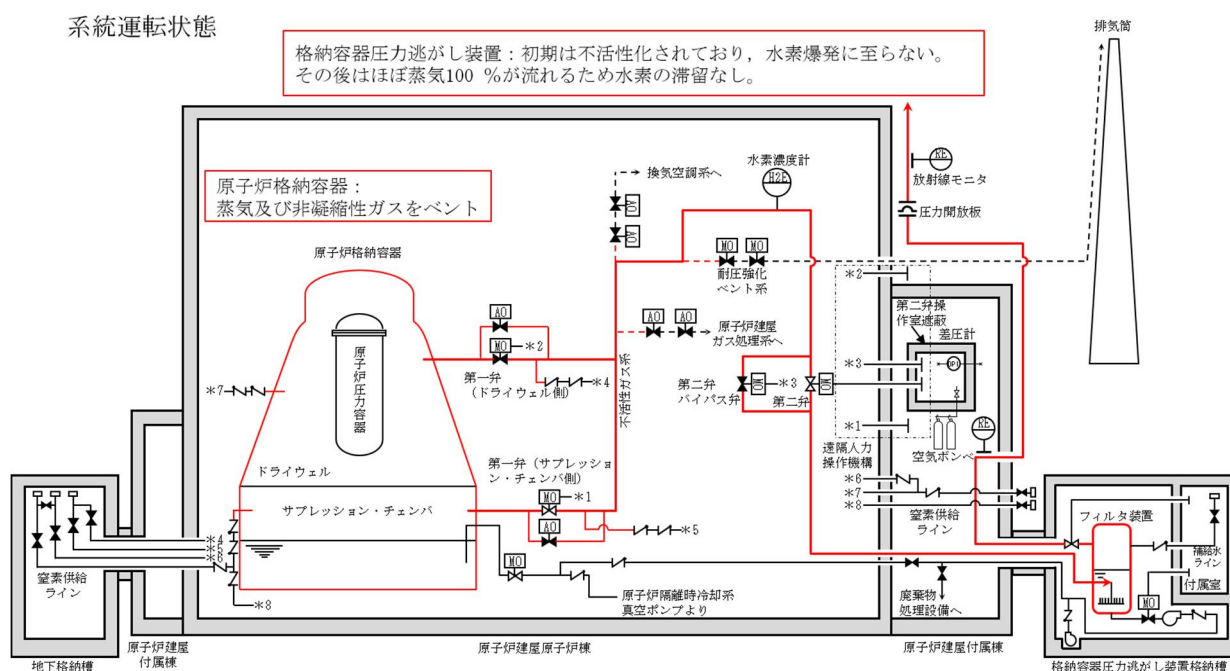 系統運転状態
格納容器圧力逃がし装置：初期は不活性化されており，水素爆発に至らない。
その後はほぼ蒸気100 %が流れるため水素の滞留なし。
排気筒
原子炉格納容器：
蒸気及び非凝縮性ガスをベント
換気空調系へ
水素濃度計
H2E
RE
放射線モニタ
圧力開放板
AO
AO
原子炉格納容器
MO
MO
耐圧強化
ベント系
＊2
AO
MO
＊2
第一弁
（ドライウェル側）
＊4
AO
AO
原子炉建屋
ガス処理系へ
第二弁操
作室遮蔽
差圧計
DPI
原子炉圧力容器
不活性ガス系
＊7
第二弁
バイパス弁
MO
＊3
第二弁
MO
＊3
＊1
遠隔人力
操作機構
空気ボンベ
RE
ドライウェル
サプレッション・チェンバ
第一弁（サプレッショ
ン・チェンバ側）
MO
＊1
AO
＊5
＊6
＊7
＊8
窒素供給
ライン
フィルタ装置
補給水
ライン
付属室
MO
＊4
＊5
＊6
窒素供給
ライン
＊8
MO
原子炉隔離時冷却系
真空ポンプより
廃棄物
処理設備へ
地下格納槽
原子炉建屋
付属棟
原子炉建屋原子炉棟
原子炉建屋付属棟
格納容器圧力逃がし装置格納槽